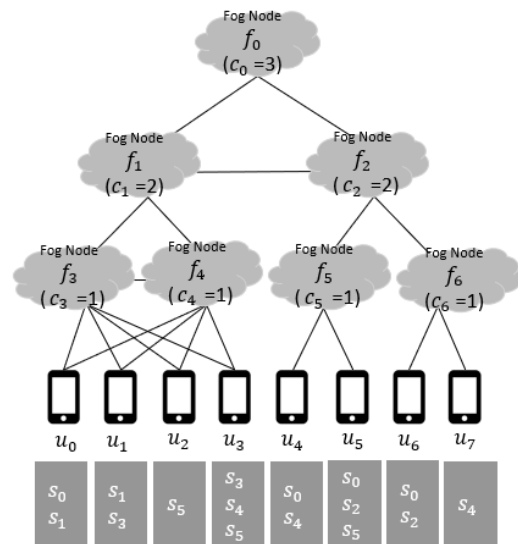 Fog Node
f₀
(c₀ =3)
Fog Node
f₁
(c₁ =2)
Fog Node
f₂
(c₂ =2)
Fog Node
f₃
(c₃ =1)
Fog Node
f₄
(c₄ =1)
Fog Node
f₅
(c₅ =1)
Fog Node
f₆
(c₆ =1)
u₀ u₁ u₂ u₃ u₄ u₅ u₆ u₇
s₀
s₁
s₁
s₃
s₅
s₃
s₄
s₅
s₀
s₄
s₀
s₂
s₅
s₀
s₂
s₄